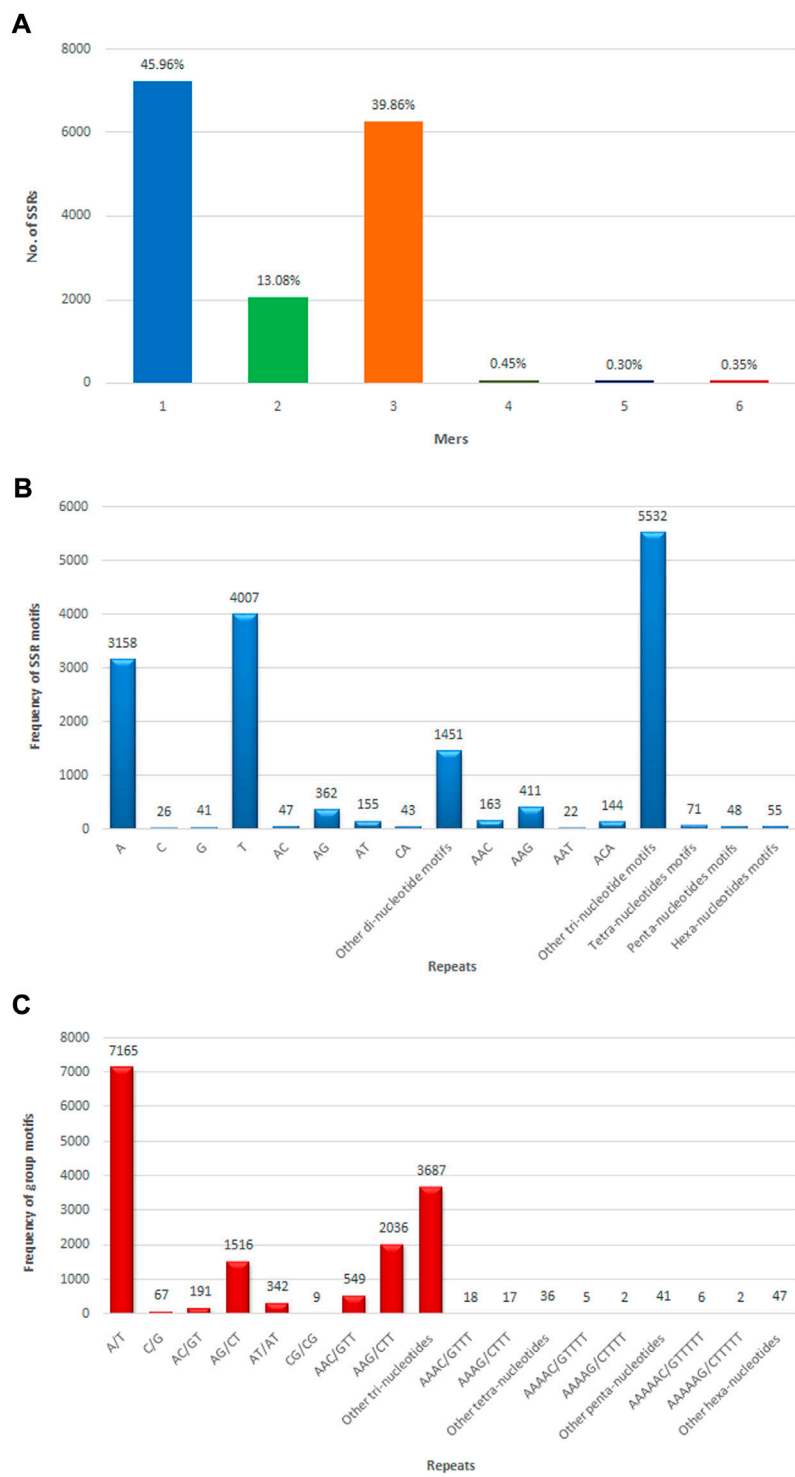 A
8000
6000
4000
2000
0
No. of SSRs
45.96%
13.08%
39.86%
0.45%
0.30%
0.35%
1
2
3
4
5
6
Mers
B
6000
5000
4000
3000
2000
1000
0
Frequency of SSR motifs
3158
26
41
4007
47
362
155
43
1451
163
411
22
144
5532
71
48
55
A
C
G
T
AC
AG
AT
CA
Other di-nucleotide motifs
AAC
AAG
AAT
ACA
Other tri-nucleotide motifs
Tetra-nucleotides motifs
Penta-nucleotides motifs
Hexa-nucleotides motifs
Repeats
C
8000
7000
6000
5000
4000
3000
2000
1000
0
Frequency of group motifs
7165
67
191
1516
342
9
549
2036
3687
18
17
36
5
2
41
6
2
47
A/T
C/G
AC/GT
AG/CT
AT/AT
CG/CG
AAC/GTT
AAG/CTT
Other tri-nucleotides
AAAC/GTTT
AAAG/CTTT
Other tetra-nucleotides
AAAAC/GTTTT
AAAAG/CTTTT
Other penta-nucleotides
AAAAAC/GTTTTT
AAAAAG/CTTTTT
Other hexa-nucleotides
Repeats